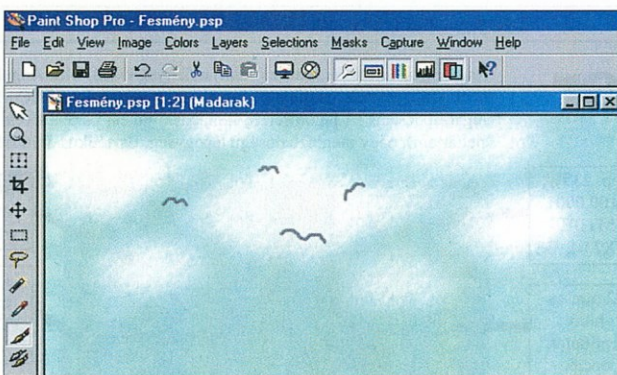 Paint Shop Pro - Fesmény.psp
File Edit View Image Colors Layers Selections Masks Capture Window Help
Fesmény.psp [1:2] (Madarak)